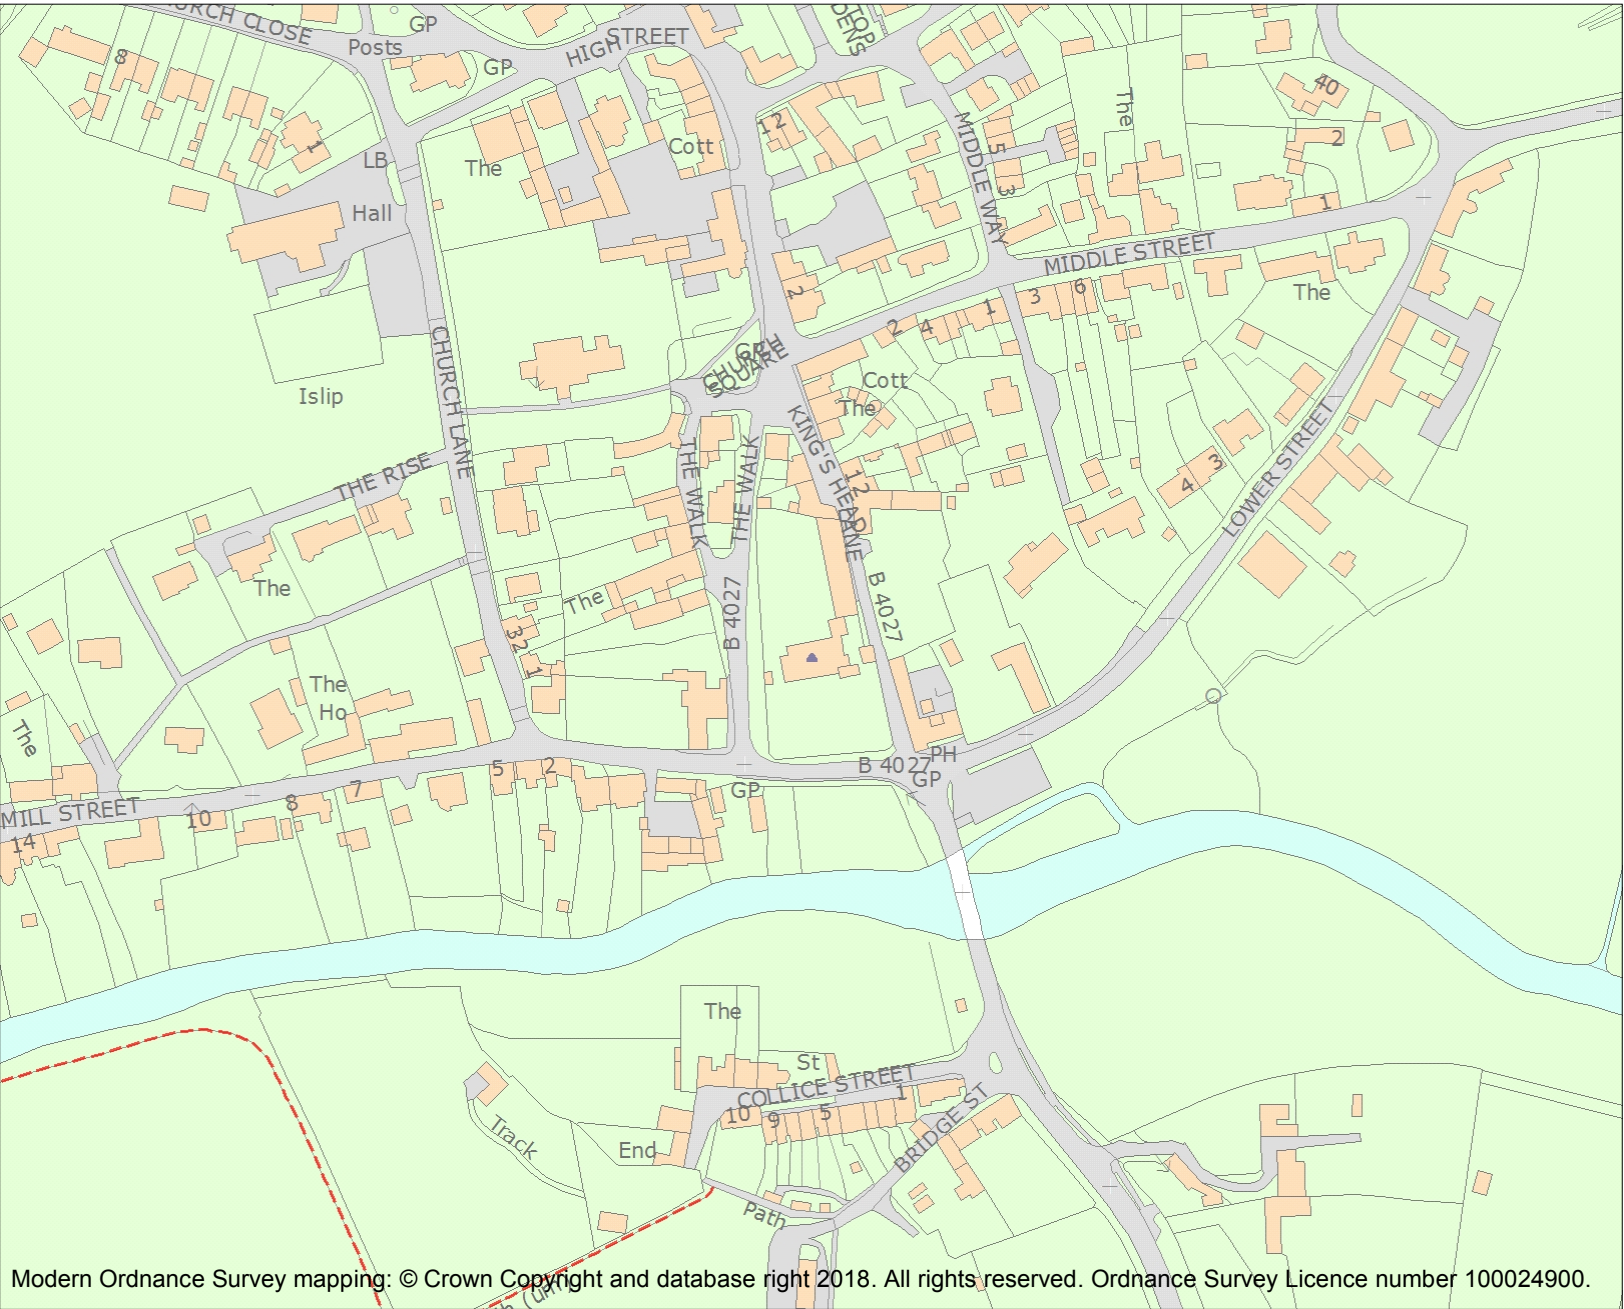 CHURCH CLOSE
GP
Posts
HIGH STREET
GP
8
40
The
12
MIDDLE WAY
5
3
2
1
LB
The
Cott
Hall
1
MIDDLE STREET
2
The
6
3
1
4
2
CHURCH LANE
CHURCH SQUARE
Islip
Cott
The
KING'S HEAD LANE
THE RISE
THE WALK
THE WALK
12
3
4
LOWER STREET
The
The
B 4027
B 4027
32
1
The
Ho
The
PH
B 4027
GP
GP
5
2
7
8
10
MILL STREET
14
The
St
COLLICE STREET
1
5
9
10
BRIDGE ST
Track
End
Path
Modern Ordnance Survey mapping: © Crown Copyright and database right 2018. All rights reserved. Ordnance Survey Licence number 100024900.